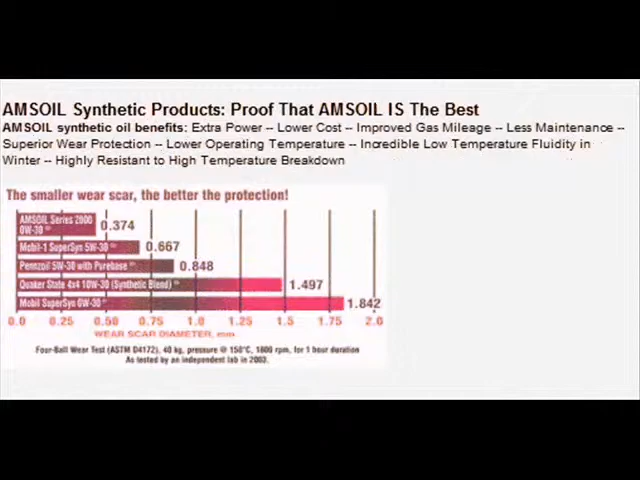 AMSOIL Synthetic Products: Proof That AMSOIL IS The Best
AMSOIL synthetic oil benefits: Extra Power -- Lower Cost -- Improved Gas Mileage -- Less Maintenance --
Superior Wear Protection -- Lower Operating Temperature -- Incredible Low Temperature Fluidity in
Winter -- Highly Resistant to High Temperature Breakdown
The smaller wear scar, the better the protection!
AMSOIL Series 2000
0W-30 0.374
Mobil-1 SuperSyn 5W-30 0.667
Pennzoil 5W-30 with Purebase 0.848
Quaker State 4x4 10W-30 (Synthetic Blend) 1.497
Mobil SuperSyn 0W-30 1.842
0.0 0.25 0.50 0.75 1.0 1.25 1.5 1.75 2.0
WEAR SCAR DIAMETER, mm
Four-Ball Wear Test (ASTM D4172), 40 kg. pressure @ 150°C, 1800 rpm, for 1 hour duration
As tested by an independent lab in 2003.